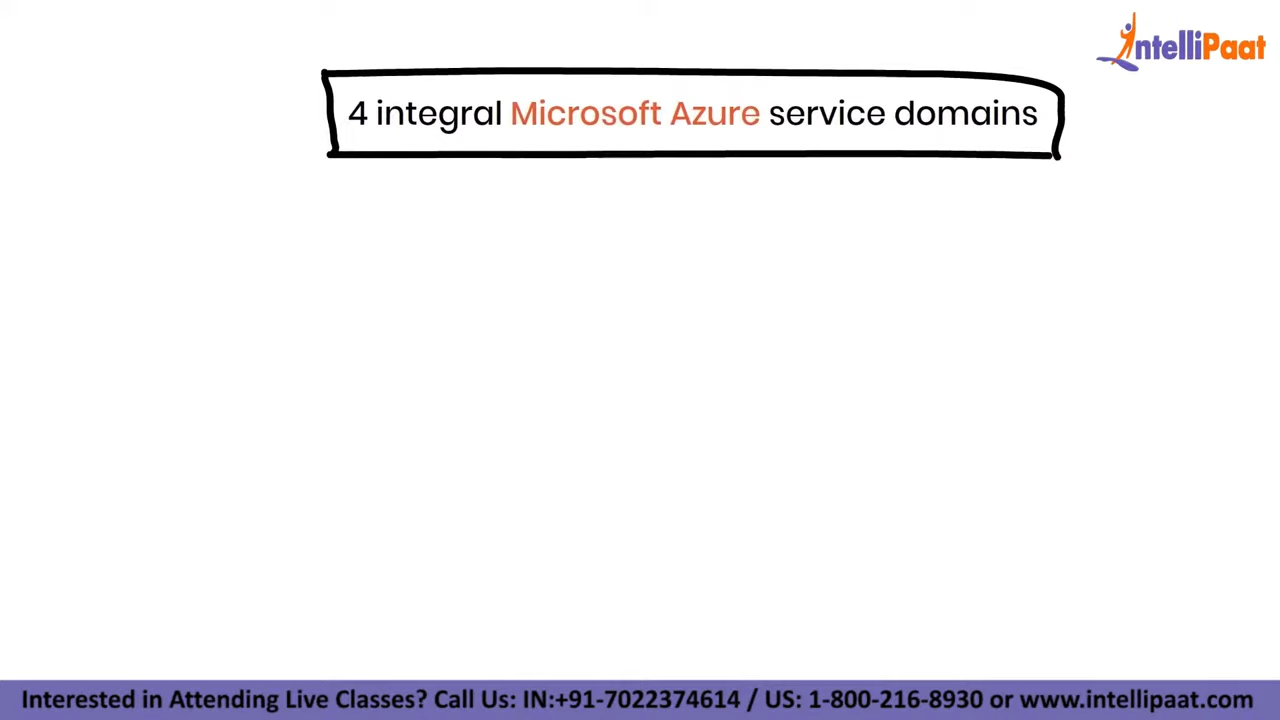 IntelliPaat
4 integral Microsoft Azure service domains
Interested in Attending Live Classes? Call Us: IN:+91-7022374614 / US: 1-800-216-8930 or www.intellipaat.com